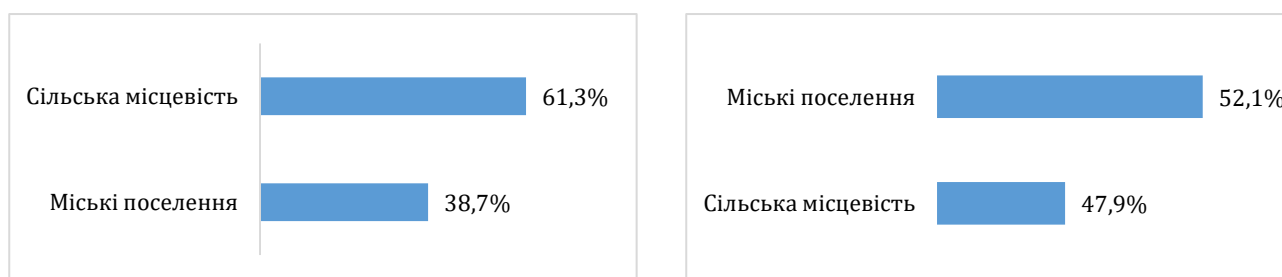 Сільська місцевість 61,3%
Міські поселення 38,7%
Міські поселення 52,1%
Сільська місцевість 47,9%